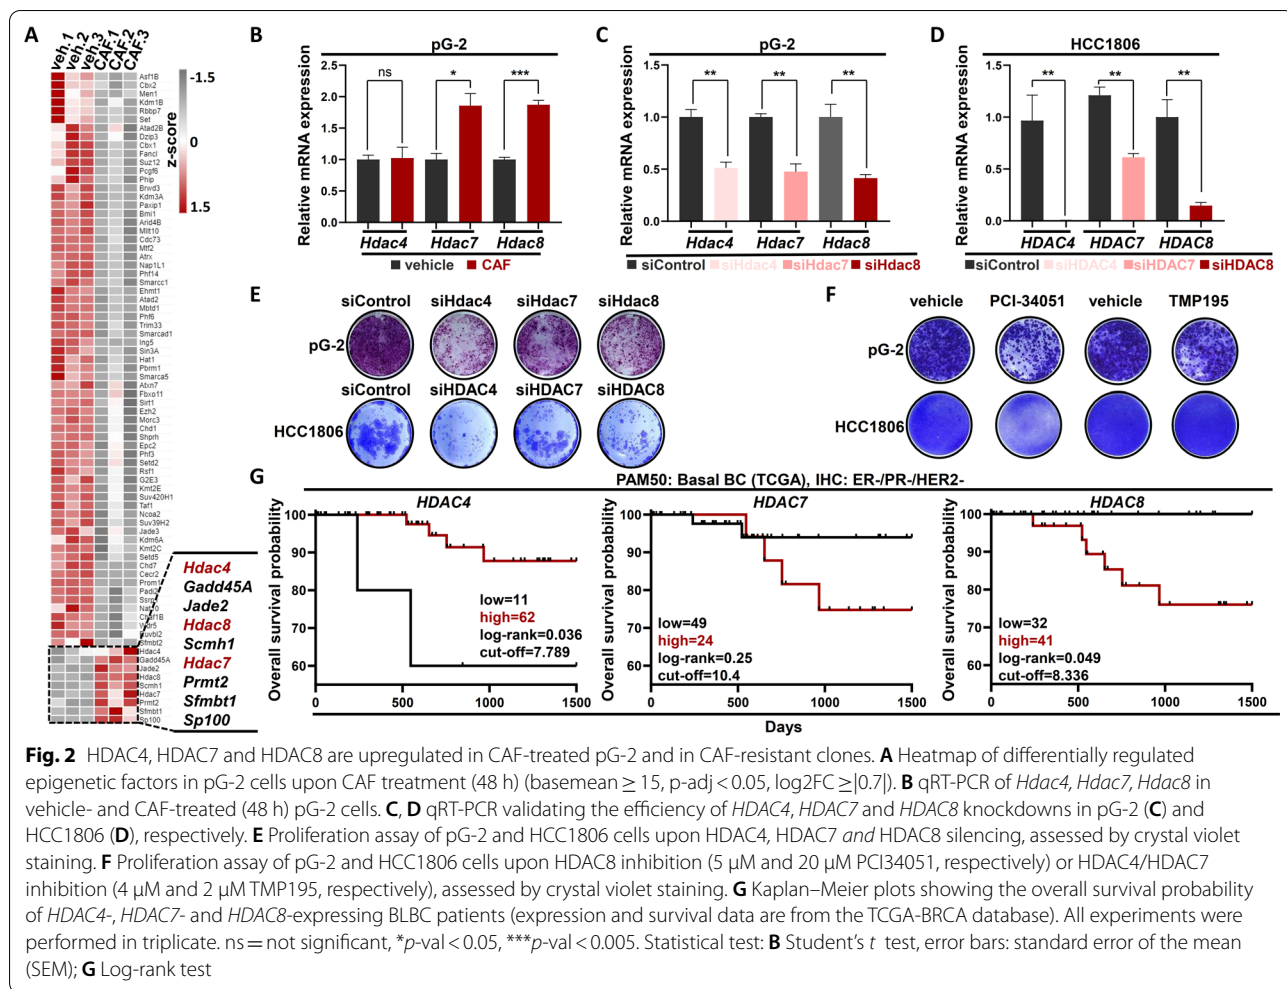 A
veh.1
veh.2
veh.3
CAF.1
CAF.2
CAF.3
Asf1B
Cbx2
Men1
Kdm1B
Rbbp7
Set
Atad2B
Dzip3
Cbx1
Fancl
Suz12
Pcgf6
Phip
Brwd3
Kdm3A
Paxip1
Bmi1
Arid4B
Mllt10
Cdc73
Mtf2
Atrx
Nap1L1
Phf14
Smarcc1
Ehmt1
Atad2
Mbtd1
Phf6
Trim33
Smarcad1
Ing5
Sin3A
Hat1
Pbrm1
Smarca5
Atxn7
Fbxo11
Sirt1
Ezh2
Morc3
Chd1
Shprh
Epc2
Phf3
Setd2
Rsf1
G2E3
Kmt2E
Suv420H1
Taf1
Ncoa2
Suv39H2
Jade3
Kdm6A
Kmt2C
Setd5
Chd7
Cecr2
Prom1
Padi2
Ssrp1
Nat10
Chaf1B
Wdr5
Ruvbl2
Sfmbt2
Hdac4
Gadd45A
Jade2
Hdac8
Scmh1
Hdac7
Prmt2
Sfmbt1
Sp100
-1.5
0
1.5
z-score
Hdac4
Gadd45A
Jade2
Hdac8
Scmh1
Hdac7
Prmt2
Sfmbt1
Sp100
B
pG-2
Relative mRNA expression
2.5
2.0
1.5
1.0
0.5
0.0
ns * ***
Hdac4 Hdac7 Hdac8
vehicle CAF
C
pG-2
Relative mRNA expression
1.5
1.0
0.5
0.0
** ** **
Hdac4 Hdac7 Hdac8
siControl siHdac4 siHdac7 siHdac8
D
HCC1806
Relative mRNA expression
1.5
1.0
0.5
0.0
** ** **
HDAC4 HDAC7 HDAC8
siControl siHDAC4 siHDAC7 siHDAC8
E
siControl siHdac4 siHdac7 siHdac8
pG-2
siControl siHDAC4 siHDAC7 siHDAC8
HCC1806
F
vehicle PCI-34051 vehicle TMP195
pG-2
HCC1806
G
PAM50: Basal BC (TCGA), IHC: ER-/PR-/HER2-
HDAC4
Overall survival probability
100
90
80
70
60
low=11
high=62
log-rank=0.036
cut-off=7.789
0 500 1000 1500
HDAC7
Overall survival probability
100
90
80
70
60
low=49
high=24
log-rank=0.25
cut-off=10.4
0 500 1000 1500
HDAC8
Overall survival probability
100
90
80
70
60
low=32
high=41
log-rank=0.049
cut-off=8.336
0 500 1000 1500
Days
Fig. 2 HDAC4, HDAC7 and HDAC8 are upregulated in CAF-treated pG-2 and in CAF-resistant clones. A Heatmap of differentially regulated
epigenetic factors in pG-2 cells upon CAF treatment (48 h) (basemean ≥ 15, p-adj < 0.05, log2FC ≥|0.7|). B qRT-PCR of Hdac4, Hdac7, Hdac8 in
vehicle- and CAF-treated (48 h) pG-2 cells. C, D qRT-PCR validating the efficiency of HDAC4, HDAC7 and HDAC8 knockdowns in pG-2 (C) and
HCC1806 (D), respectively. E Proliferation assay of pG-2 and HCC1806 cells upon HDAC4, HDAC7 and HDAC8 silencing, assessed by crystal violet
staining. F Proliferation assay of pG-2 and HCC1806 cells upon HDAC8 inhibition (5 µM and 20 µM PCI34051, respectively) or HDAC4/HDAC7
inhibition (4 µM and 2 µM TMP195, respectively), assessed by crystal violet staining. G Kaplan–Meier plots showing the overall survival probability
of HDAC4-, HDAC7- and HDAC8-expressing BLBC patients (expression and survival data are from the TCGA-BRCA database). All experiments were
performed in triplicate. ns = not significant, *p-val < 0.05, ***p-val < 0.005. Statistical test: B Student's t test, error bars: standard error of the mean
(SEM); G Log-rank test